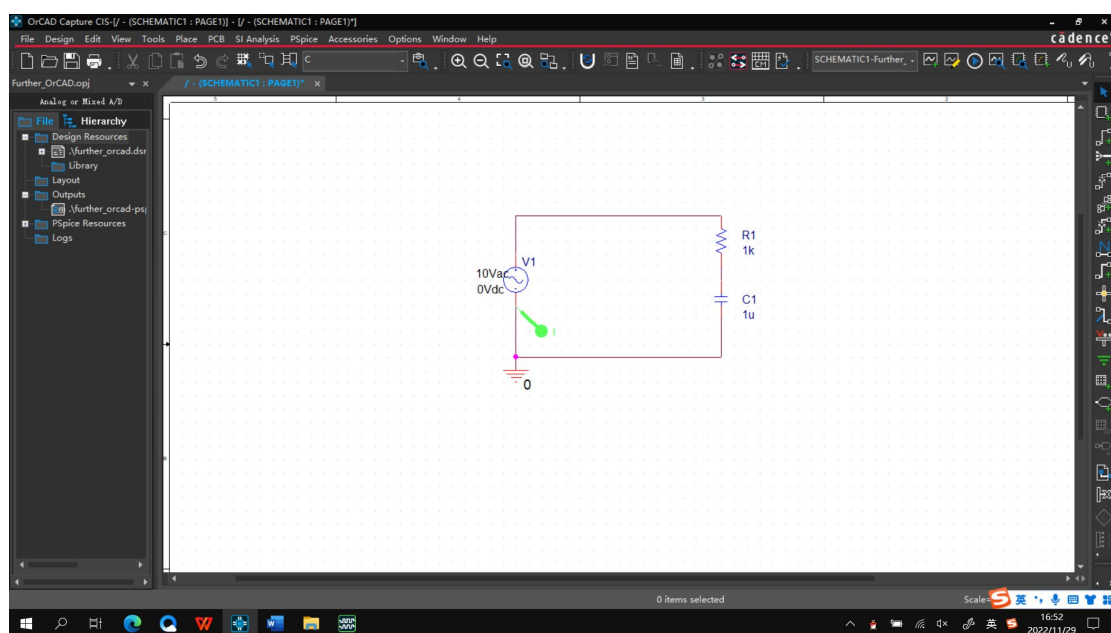 OrCAD Capture CIS-[/ - (SCHEMATIC1 : PAGE1)] - [/ - (SCHEMATIC1 : PAGE1)*]
File Design Edit View Tools Place PCB SI Analysis PSpice Accessories Options Window Help
cādence
C
SCHEMATIC1-Further_
Further_OrCAD.opj
/ - (SCHEMATIC1 : PAGE1)*
Analog or Mixed A/D
File Hierarchy
Design Resources
.\further_orcad.dsn
Library
Layout
Outputs
.\further_orcad-psp
PSpice Resources
Logs
5 4 3 2
C
B
V1
10Vac
0Vdc
I
R1
1k
C1
1u
0
0 items selected
Scale=
英
英
16:52
2022/11/29